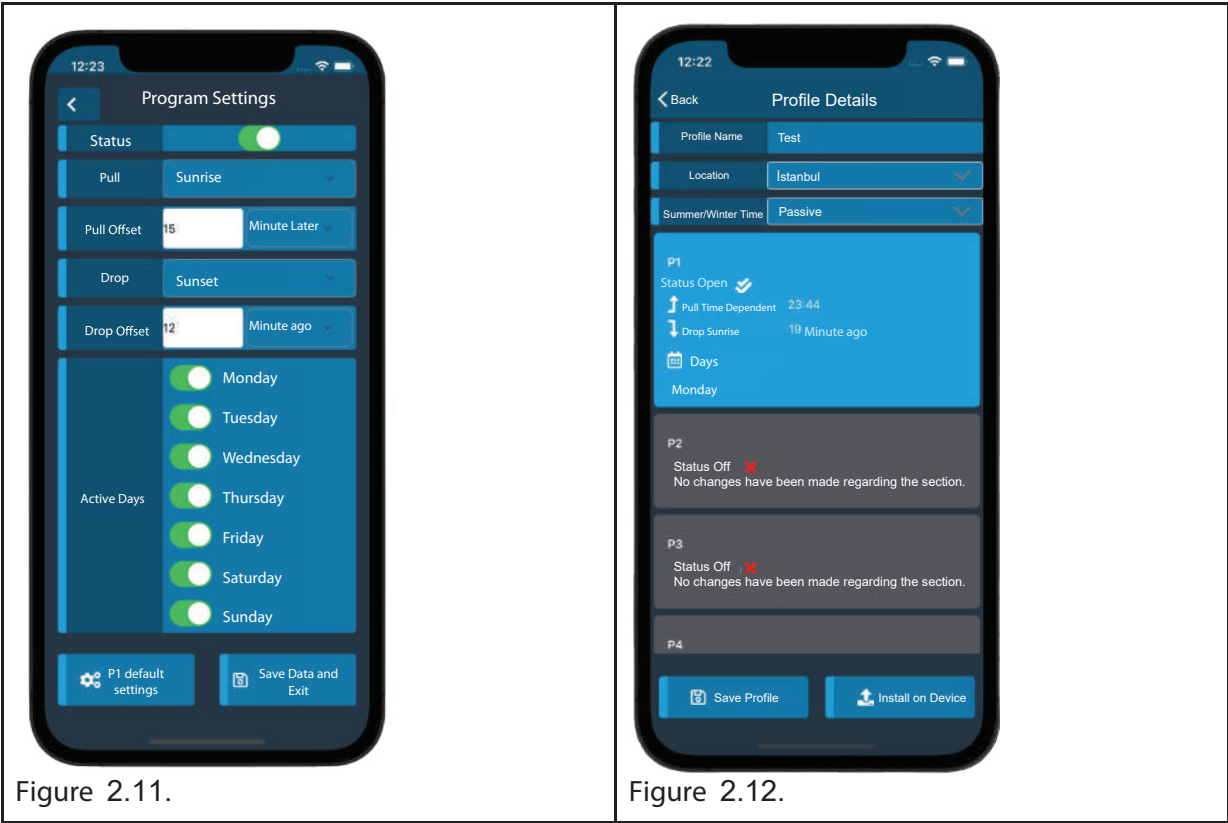 12:23
Program Settings
Status
Pull Sunrise
Pull Offset 15 Minute Later
Drop Sunset
Drop Offset 12 Minute ago
Active Days
Monday
Tuesday
Wednesday
Thursday
Friday
Saturday
Sunday
P1 default
settings
Save Data and
Exit
Figure 2.11.
12:22
Back Profile Details
Profile Name Test
Location İstanbul
Summer/Winter Time Passive
P1
Status Open
Pull Time Dependent 23:44
Drop Sunrise 19 Minute ago
Days
Monday
P2
Status Off
No changes have been made regarding the section.
P3
Status Off
No changes have been made regarding the section.
P4
Save Profile
Install on Device
Figure 2.12.